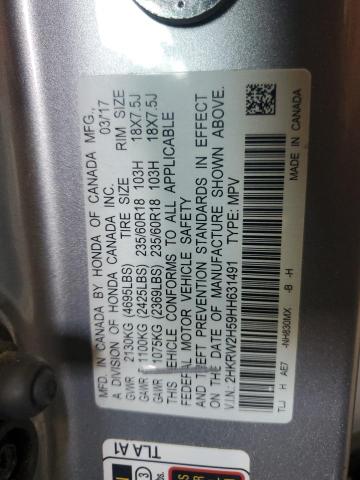 MFD. IN CANADA BY HONDA OF CANADA MFG.,
A DIVISION OF HONDA CANADA INC. 03/17
TIRE SIZE RIM SIZE
GVWR 2130KG (4695LBS)
GAWR 1100KG (2425LBS) 235/60R18 103H 18X7.5J
GAWR 1075KG (2369LBS) 235/60R18 103H 18X7.5J
THIS VEHICLE CONFORMS TO ALL APPLICABLE
FEDERAL MOTOR VEHICLE SAFETY
AND THEFT PREVENTION STANDARDS IN EFFECT
ON THE DATE OF MANUFACTURE SHOWN ABOVE.
V.I.N.: 2HKRW2H59HH631491 TYPE: MPV
TLJ H AE7 -NH830MX -B -H MADE IN CANADA
TLA A1
3